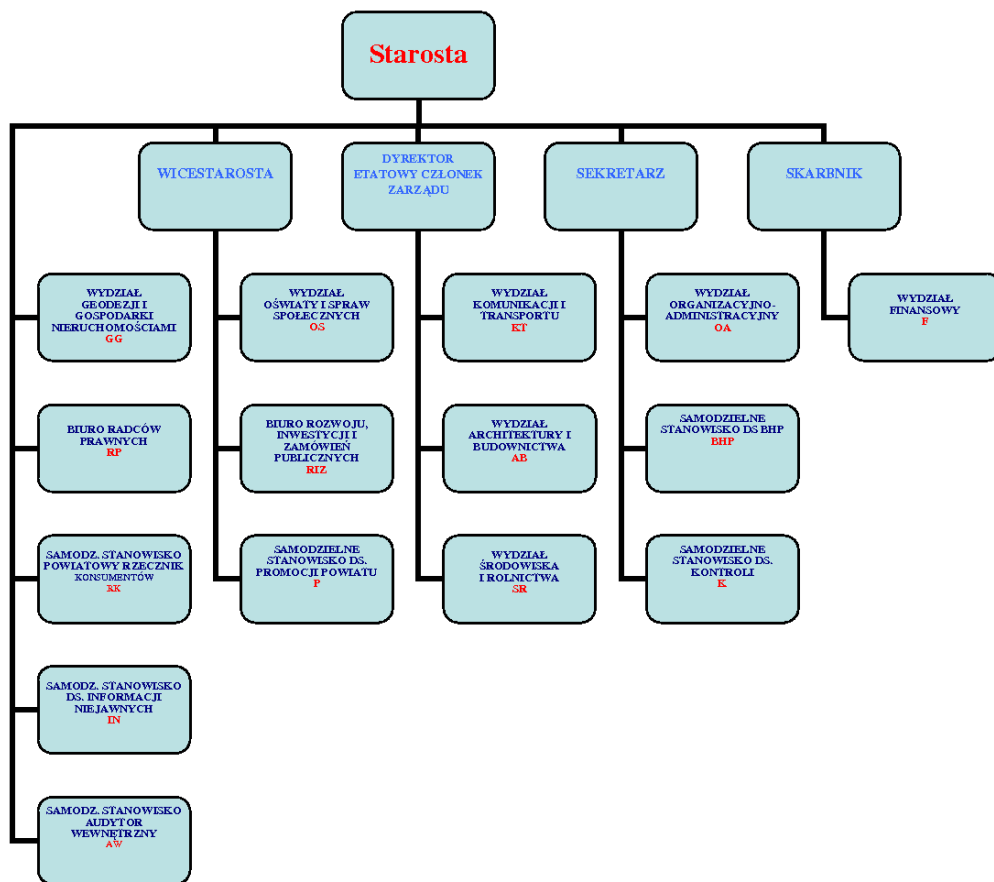 Starosta
WICESTAROSTA
DYREKTOR
ETATOWY CZŁONEK
ZARZĄDU
SEKRETARZ
SKARBNIK
WYDZIAŁ
GEODEZJI I
GOSPODARKI
NIERUCHOMOŚCIAMI
GG
WYDZIAŁ
OŚWIATY I SPRAW
SPOŁECZNYCH
OS
WYDZIAŁ
KOMUNIKACJI I
TRANSPORTU
KT
WYDZIAŁ
ORGANIZACYJNO-
ADMINISTRACYJNY
OA
WYDZIAŁ
FINANSOWY
F
BIURO RADCÓW
PRAWNYCH
RP
BIURO ROZWOJU,
INWESTYCJI I
ZAMÓWIEŃ
PUBLICZNYCH
RIZ
WYDZIAŁ
ARCHITEKTURY I
BUDOWNICTWA
AB
SAMODZIELNE
STANOWISKO DS BHP
BHP
SAMODZ. STANOWISKO
POWIATOWY RZECZNIK
KONSUMENTÓW
RK
SAMODZIELNE
STANOWISKO DS.
PROMOCJI POWIATU
P
WYDZIAŁ
ŚRODOWISKA
I ROLNICTWA
SR
SAMODZIELNE
STANOWISKO DS.
KONTROLI
K
SAMODZ. STANOWISKO
DS. INFORMACJI
NIEJAWNYCH
IN
SAMODZ. STANOWISKO
AUDYTOR
WEWNĘTRZNY
AW